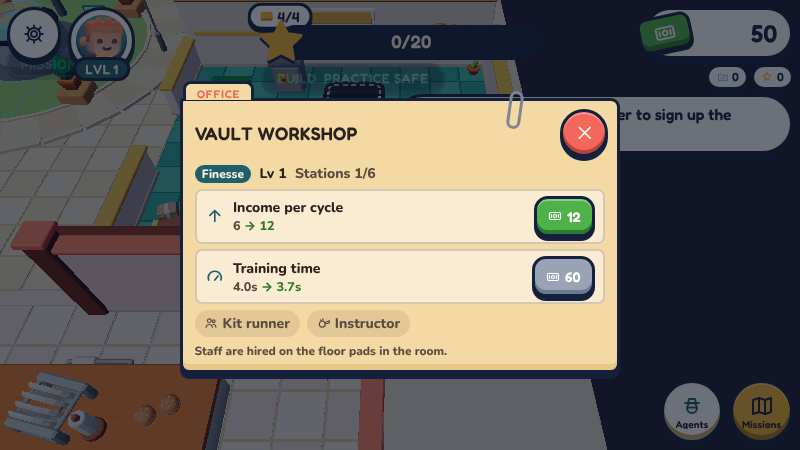 4/4
0/20
50
MISSION
LVL 1
BUILD PRACTICE SAFE
0
0
er to sign up the
OFFICE
VAULT WORKSHOP
Finesse Lv 1 Stations 1/6
Income per cycle
6 → 12
12
Training time
4.0s → 3.7s
60
Kit runner
Instructor
Staff are hired on the floor pads in the room.
Agents
Missions